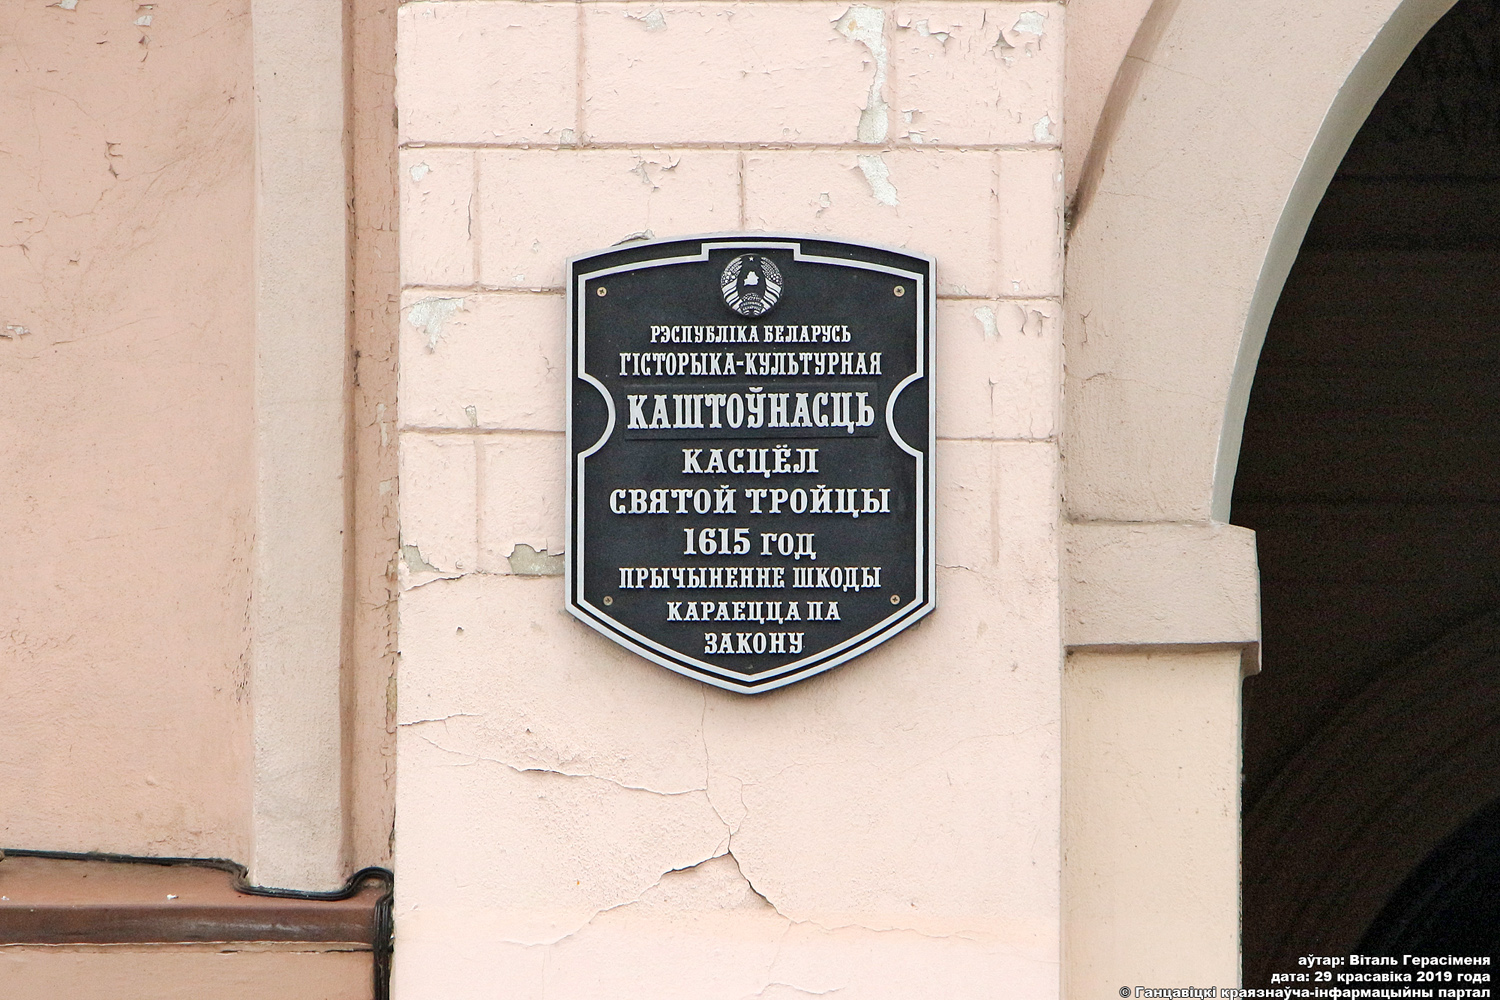 РЭСПУБЛІКА БЕЛАРУСЬ
ГІСТОРЫКА-КУЛЬТУРНАЯ
КАШТОЎНАСЦЬ
КАСЦЁЛ
СВЯТОЙ ТРОЙЦЫ
1615 ГОД
ПРЫЧЫНЕННЕ ШКОДЫ
КАРАЕЦЦА ПА
ЗАКОНУ
аўтар: Віталь Герасіменя
дата: 29 красавіка 2019 года
© Ганцавіцкі краязнаўча-інфармацыйны партал